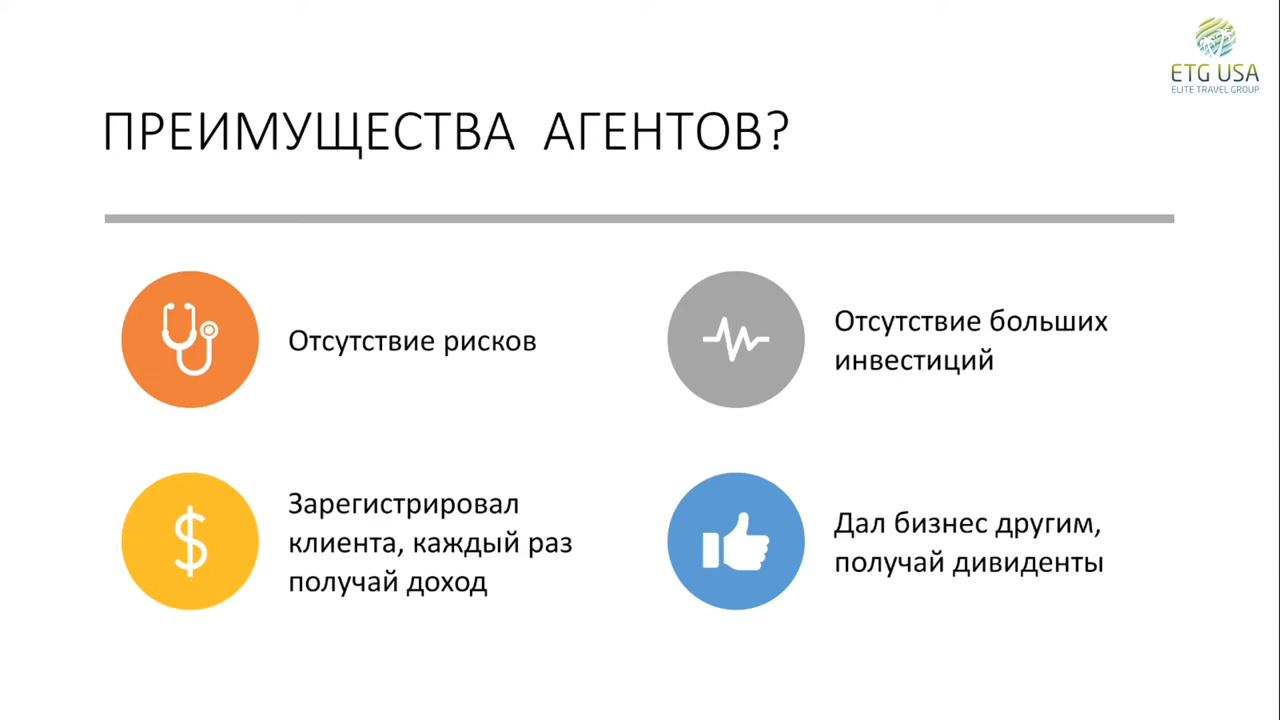 ETG USA
ELITE TRAVEL GROUP
ПРЕИМУЩЕСТВА АГЕНТОВ?
Отсутствие рисков
Отсутствие больших
инвестиций
Зарегистрировал
клиента, каждый раз
получай доход
Дал бизнес другим,
получай дивиденты